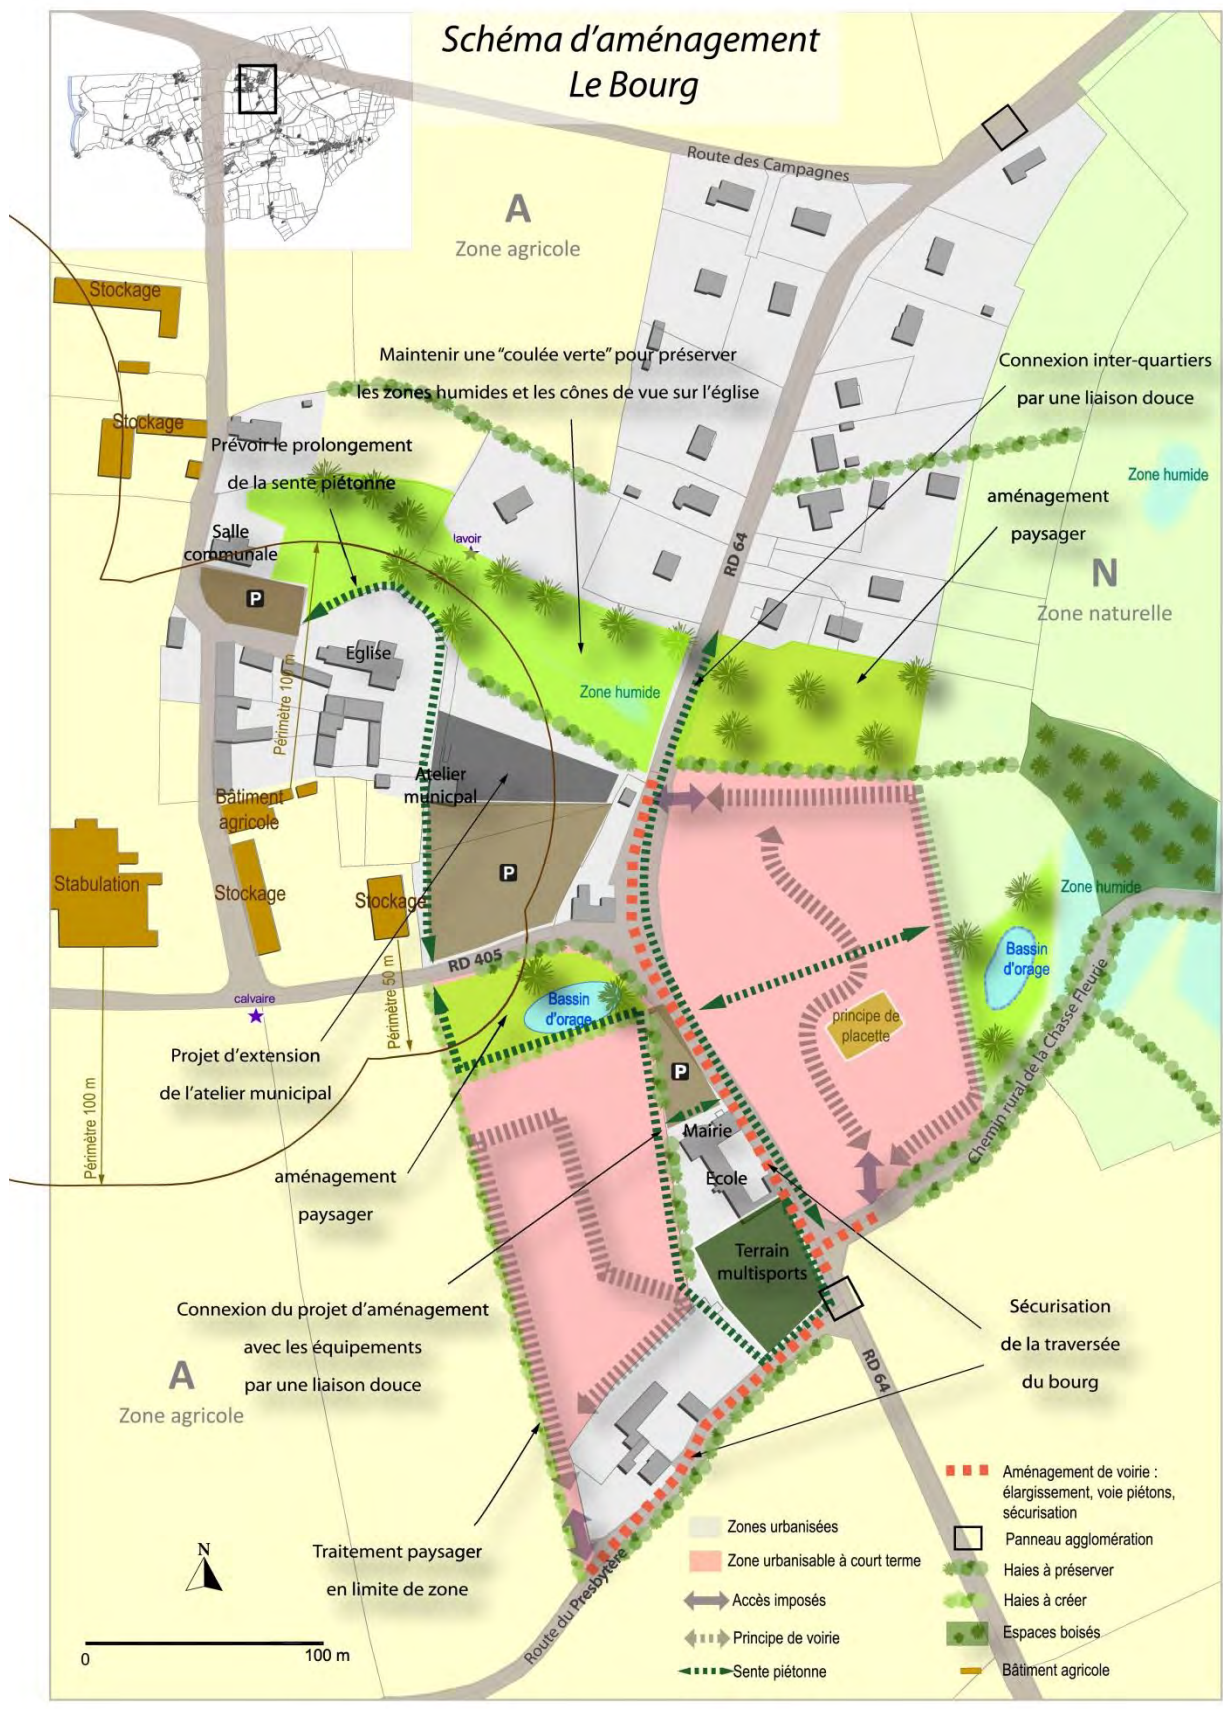 Schéma d'aménagement
Le Bourg
Route des Campagnes
A
Zone agricole
Stockage
Maintenir une "coulée verte" pour préserver
les zones humides et les cônes de vue sur l'église
Connexion inter-quartiers
par une liaison douce
Stockage
Prévoir le prolongement
de la sente piétonne
Zone humide
aménagement
paysager
Salle
communale
lavoir
RD 64
N
Zone naturelle
P
Eglise
Périmètre 100 m
Zone humide
Atelier
municpal
Bâtiment
agricole
Stabulation
Stockage
Stockage
P
Zone humide
RD 405
Bassin
d'orage
Bassin
d'orage
calvaire
Périmètre 50 m
principe de
placette
Projet d'extension
de l'atelier municipal
P
Chemin rural de la Chasse Fleurie
Périmètre 100 m
Mairie
Ecole
aménagement
paysager
Terrain
multisports
Connexion du projet d'aménagement
avec les équipements
par une liaison douce
Sécurisation
de la traversée
du bourg
RD 64
A
Zone agricole
Traitement paysager
en limite de zone
Route du Presbytère
N
0
100 m
Zones urbanisées
Zone urbanisable à court terme
Accès imposés
Principe de voirie
Sente piétonne
Aménagement de voirie :
élargissement, voie piétons,
sécurisation
Panneau agglomération
Haies à préserver
Haies à créer
Espaces boisés
Bâtiment agricole